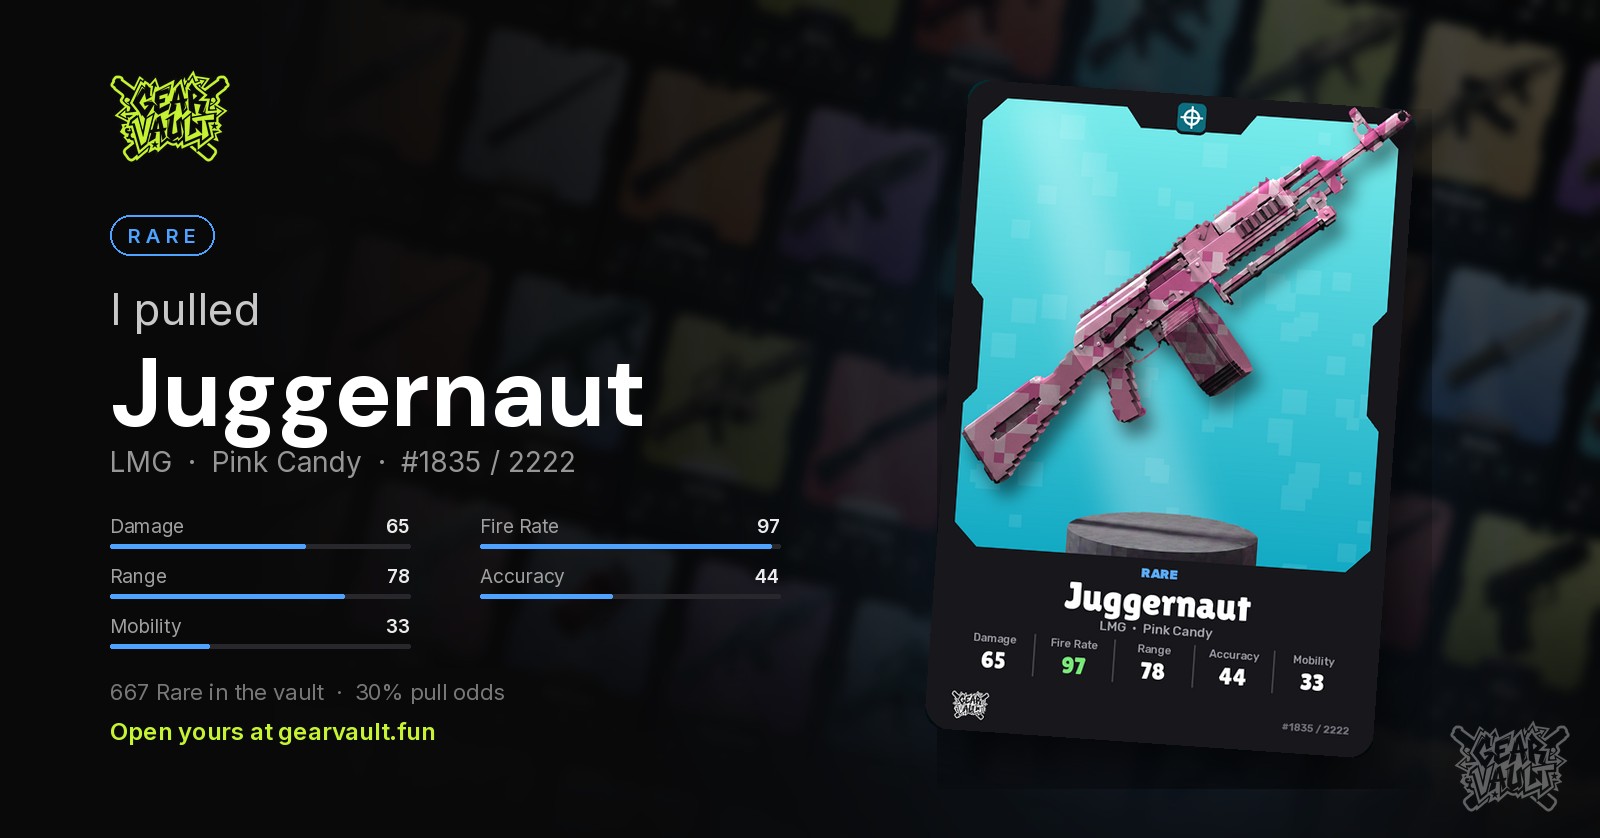 GEAR
VAULT
RARE
I pulled
Juggernaut
LMG · Pink Candy · #1835 / 2222
Damage 65
Fire Rate 97
Range 78
Accuracy 44
Mobility 33
667 Rare in the vault · 30% pull odds
Open yours at gearvault.fun
RARE
Juggernaut
LMG · Pink Candy
Damage Fire Rate Range Accuracy Mobility
65 97 78 44 33
GEAR
VAULT
#1835 / 2222
GEAR
VAULT